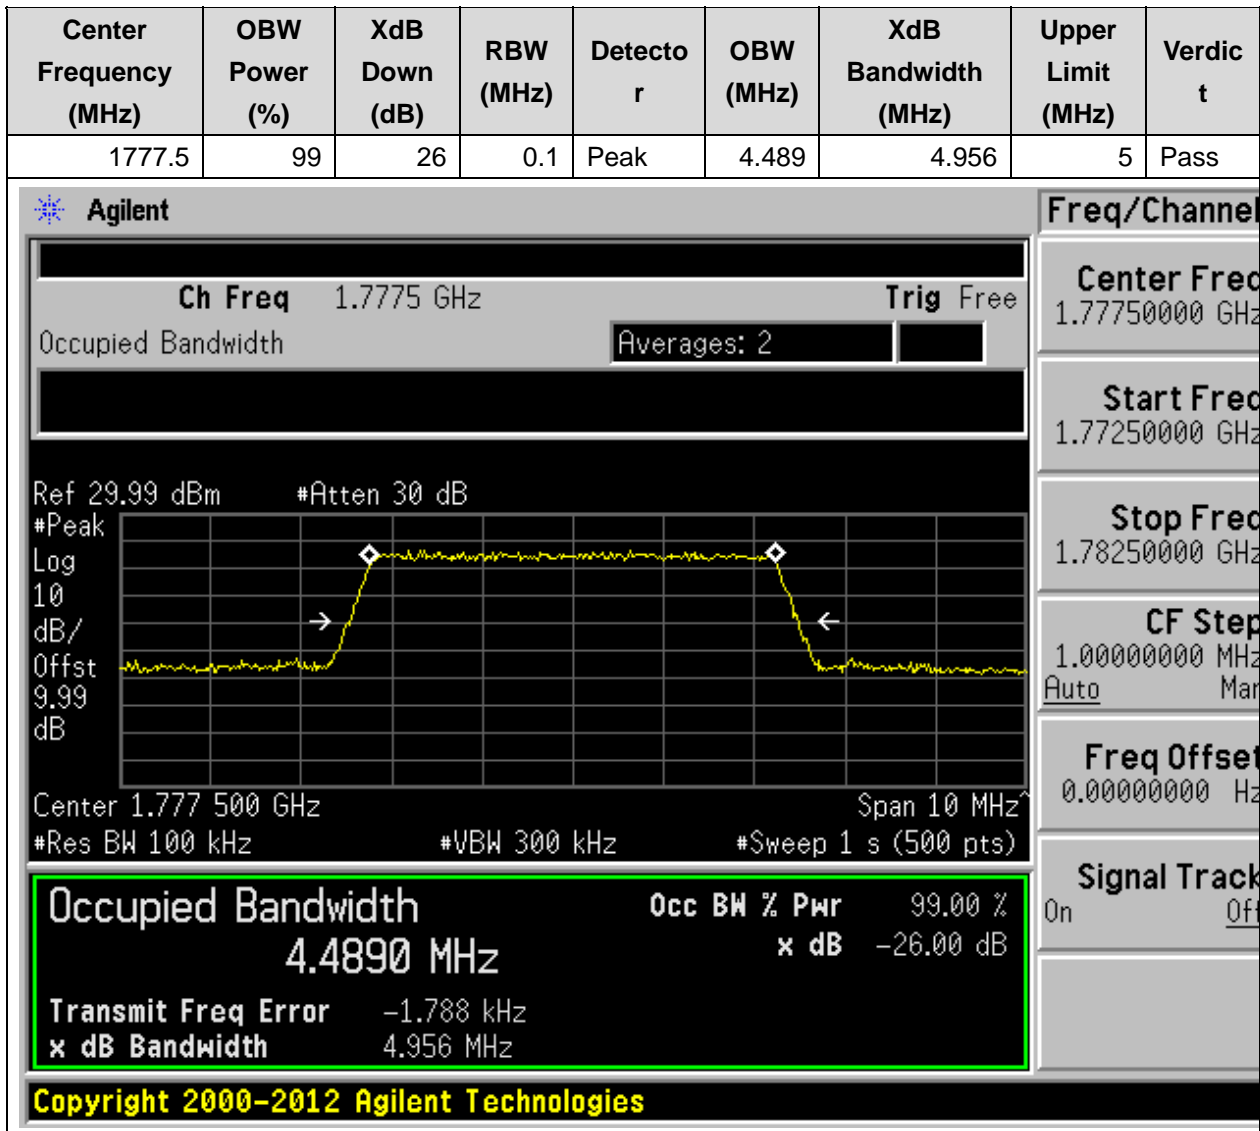 Center Frequency (MHz) OBW Power (%) XdB Down (dB) RBW (MHz) Detecto r OBW (MHz) XdB Bandwidth (MHz) Upper Limit (MHz) Verdic t
1777.5 99 26 0.1 Peak 4.489 4.956 5 Pass
Agilent
Freq/Channel
Ch Freq 1.7775 GHz Trig Free
Occupied Bandwidth Averages: 2
Center Freq
1.77750000 GHz
Start Freq
1.77250000 GHz
Stop Freq
1.78250000 GHz
CF Step
1.00000000 MHz
Auto Man
Freq Offset
0.00000000 Hz
Signal Track
On Off
Ref 29.99 dBm #Atten 30 dB
#Peak
Log
10
dB/
Offst
9.99
dB
Center 1.777 500 GHz Span 10 MHz^
#Res BW 100 kHz #VBW 300 kHz #Sweep 1 s (500 pts)
Occupied Bandwidth
4.4890 MHz
Occ BW % Pwr 99.00 %
x dB -26.00 dB
Transmit Freq Error -1.788 kHz
x dB Bandwidth 4.956 MHz
Copyright 2000-2012 Agilent Technologies